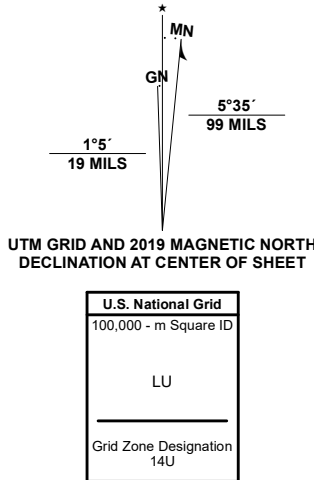 ★
MN
GN
5°35´
99 MILS
1°5´
19 MILS
UTM GRID AND 2019 MAGNETIC NORTH
DECLINATION AT CENTER OF SHEET
U.S. National Grid
100,000 - m Square ID
LU
Grid Zone Designation
14U